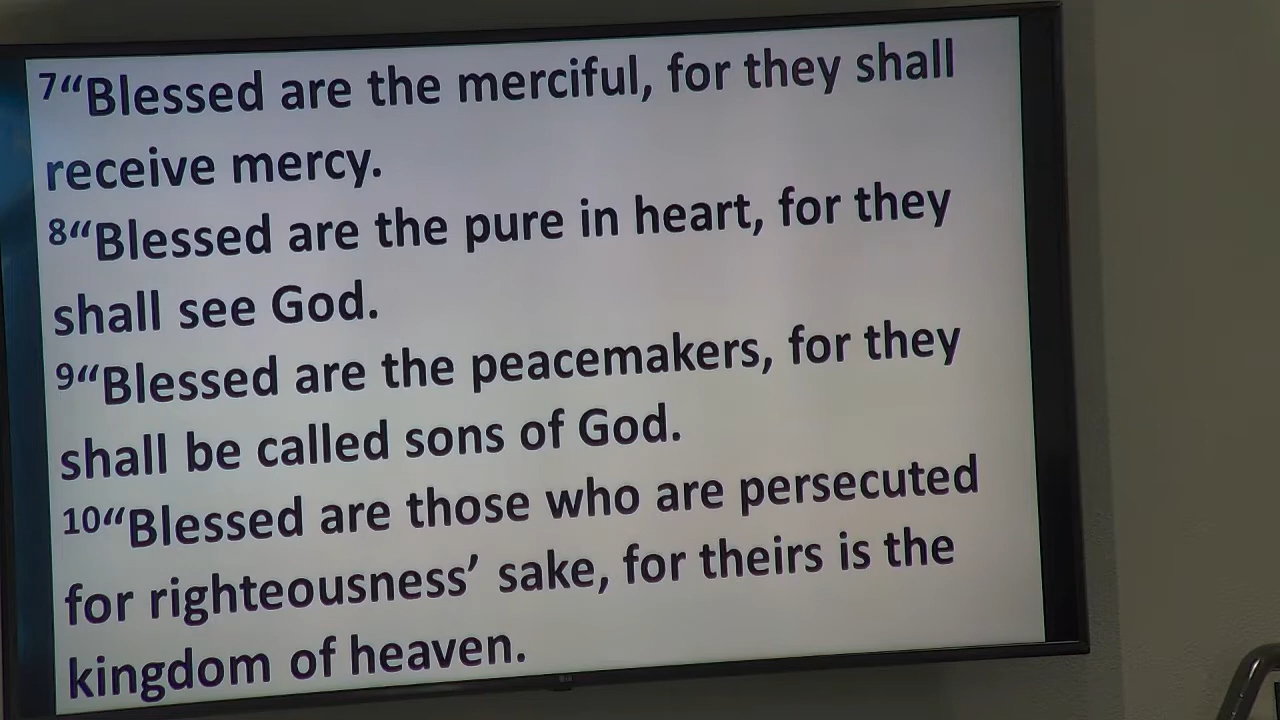 7“Blessed are the merciful, for they shall
receive mercy.
8“Blessed are the pure in heart, for they
shall see God.
9“Blessed are the peacemakers, for they
shall be called sons of God.
10“Blessed are those who are persecuted
for righteousness’ sake, for theirs is the
kingdom of heaven.